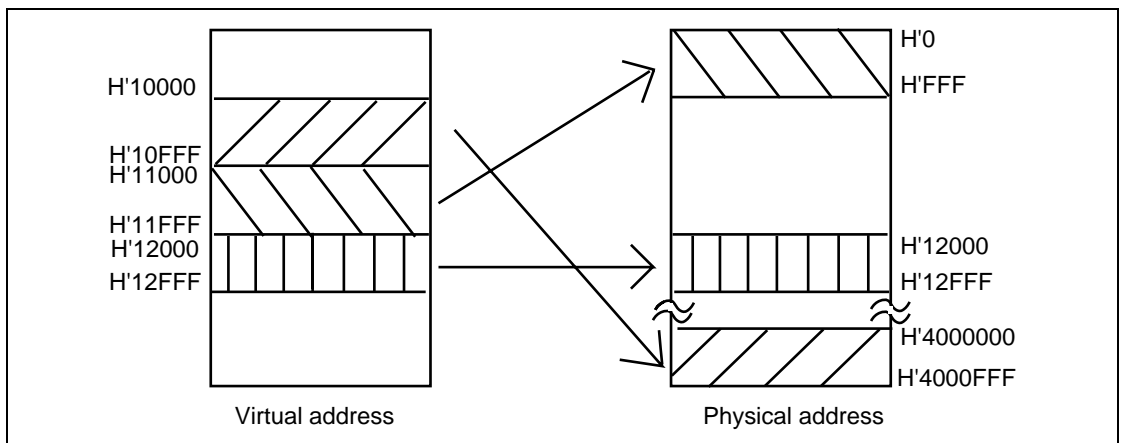 H'10000
H'10FFF
H'11000
H'11FFF
H'12000
H'12FFF
Virtual address
H'0
H'FFF
H'12000
H'12FFF
H'4000000
H'4000FFF
Physical address